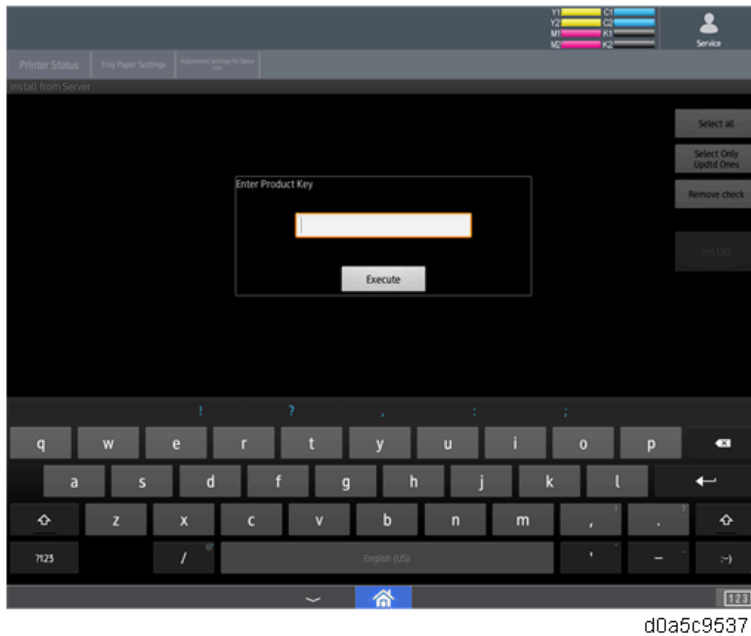 Y1 C1
Y2 C2
M1 K1
M2 K2
Service
Printer Status
Tray Paper Settings
Install from Server
Select all
Select Only
Updtd Ones
Enter Product Key
Remove check
Install
Execute
! ? , : ;
q w e r t y u i o p
a s d f g h j k l
z x c v b n m , ! . ?
?123 / @ English (US) ' - :-)
123
d0a5c9537